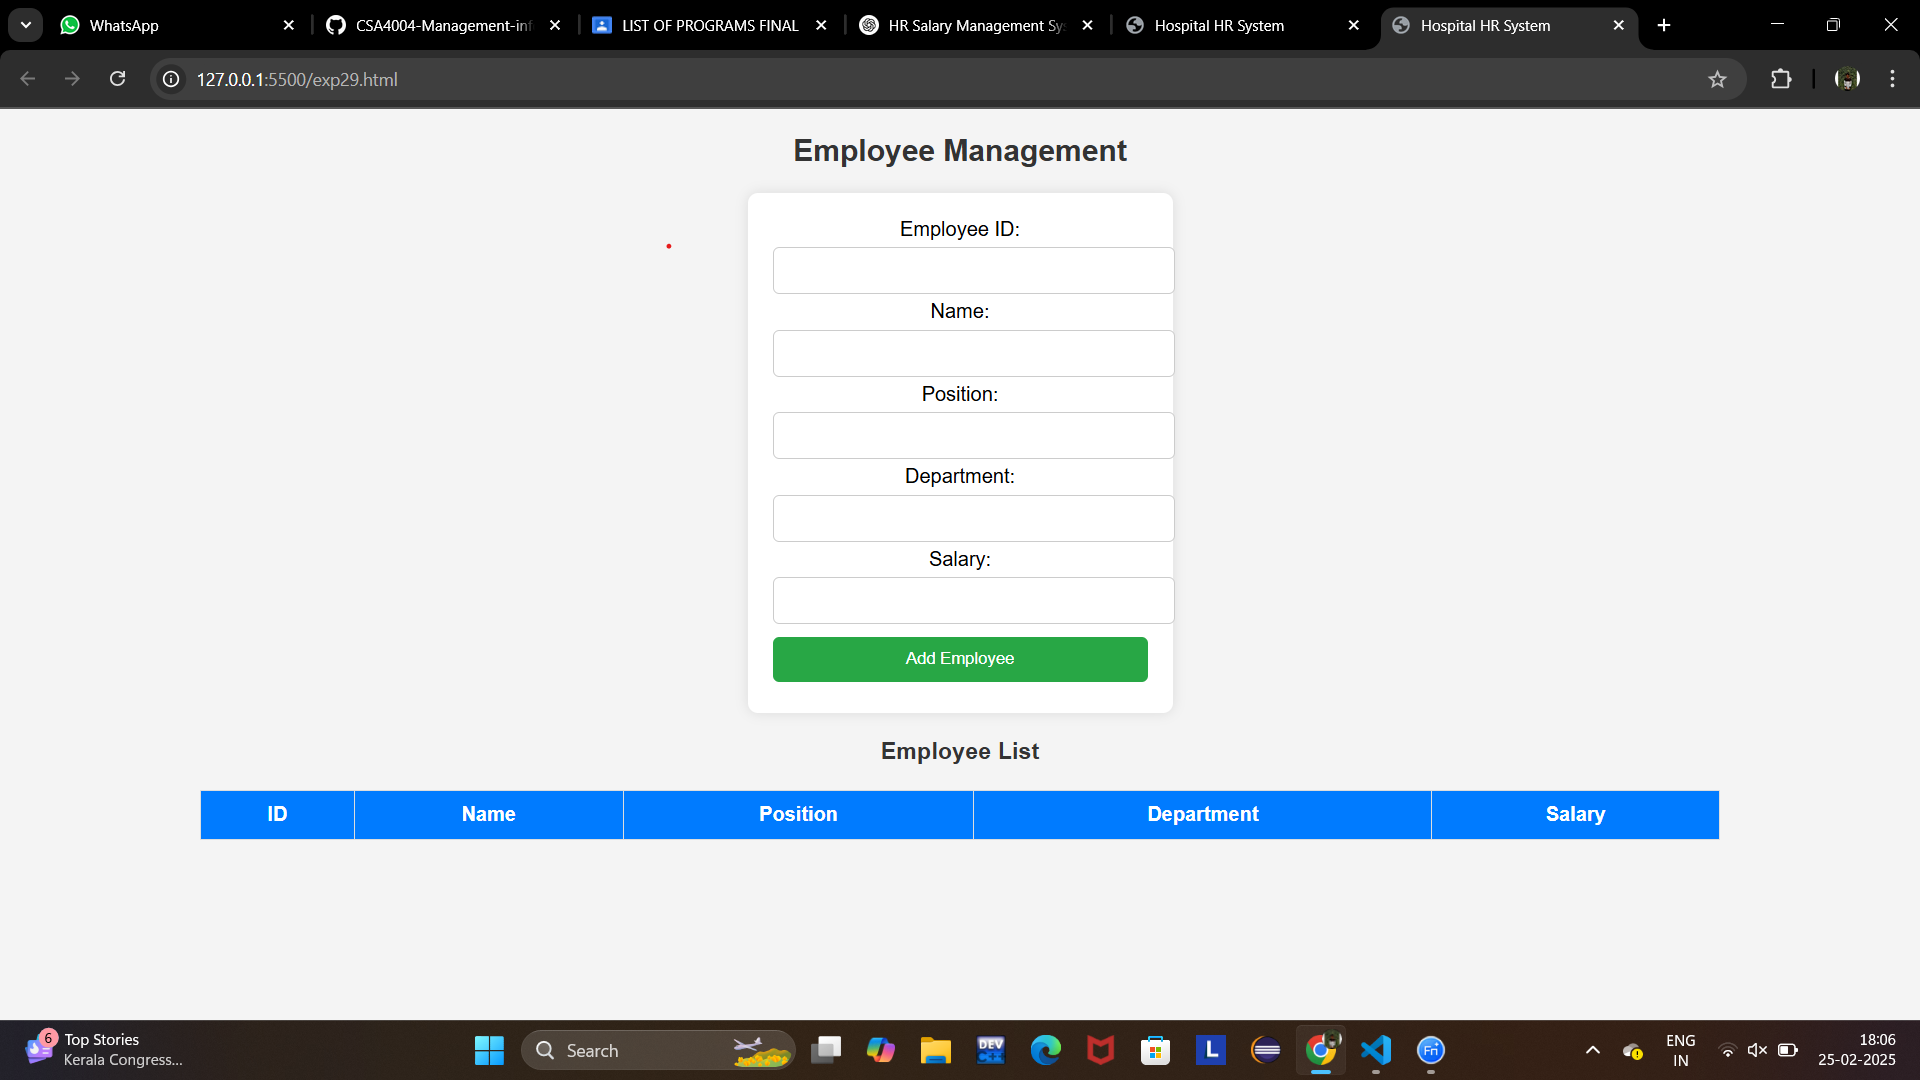 WhatsApp
CSA4004-Management-inf
LIST OF PROGRAMS FINAL
HR Salary Management Sy
Hospital HR System
Hospital HR System
127.0.0.1:5500/exp29.html
Employee Management
Employee ID:
Name:
Position:
Department:
Salary:
Add Employee
Employee List
ID Name Position Department Salary
6
Top Stories
Kerala Congress...
Search
DEV
C++
L
Fri
ENG
IN
18:06
25-02-2025